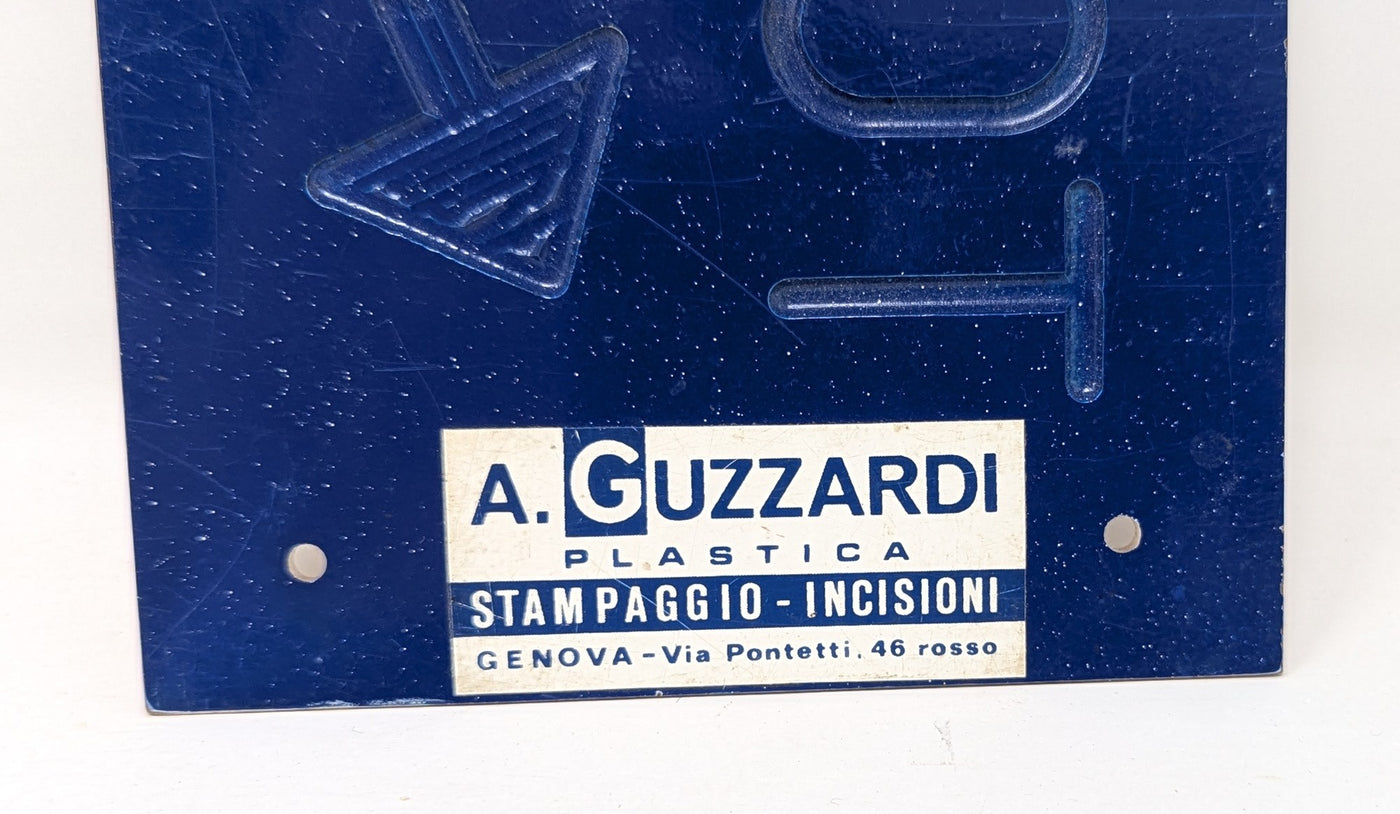 A. GUZZARDI
PLASTICA
STAMPAGGIO - INCISIONI
GENOVA - Via Pontetti, 46 rosso